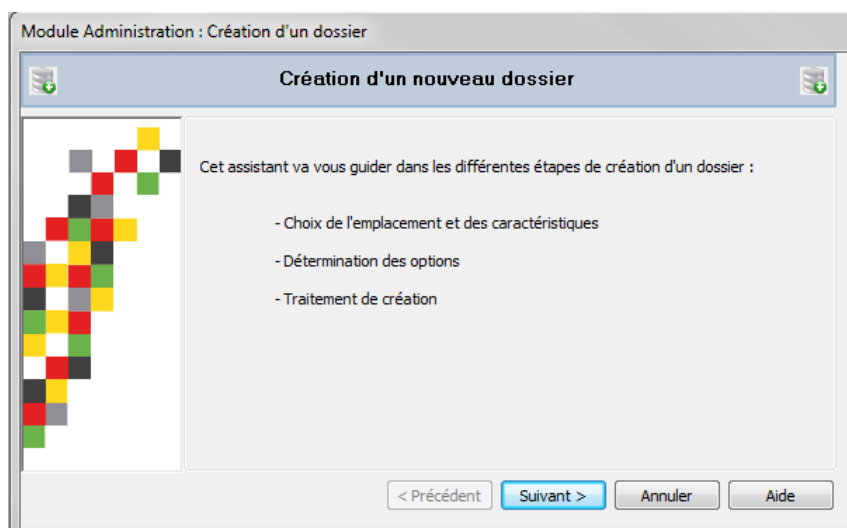 Module Administration : Création d'un dossier
Création d'un nouveau dossier
Cet assistant va vous guider dans les différentes étapes de création d'un dossier :
- Choix de l'emplacement et des caractéristiques
- Détermination des options
- Traitement de création
< Précédent Suivant > Annuler Aide